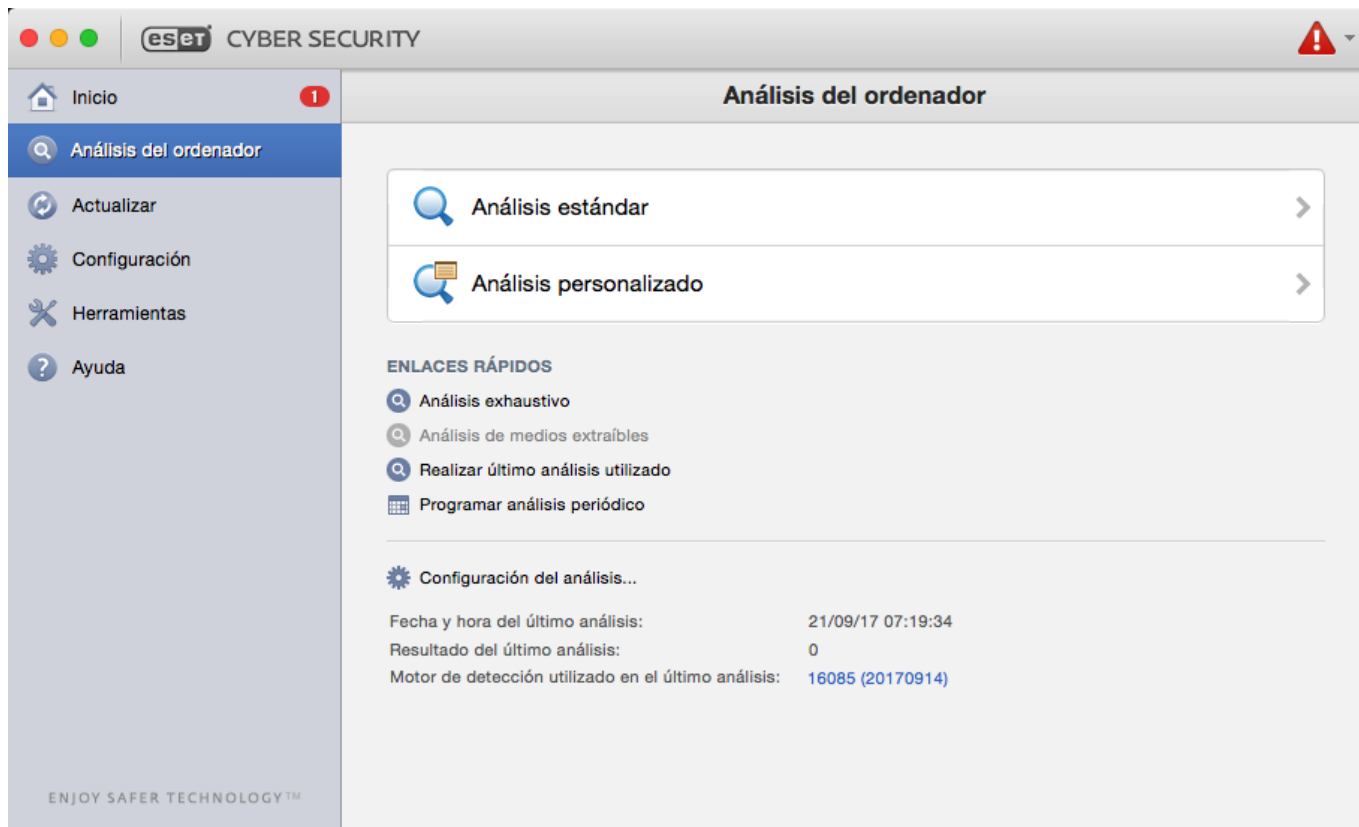 eset CYBER SECURITY
Inicio 1
Análisis del ordenador
Actualizar
Configuración
Herramientas
Ayuda
ENJOY SAFER TECHNOLOGY™
Análisis del ordenador
Análisis estándar
Análisis personalizado
ENLACES RÁPIDOS
Análisis exhaustivo
Análisis de medios extraíbles
Realizar último análisis utilizado
Programar análisis periódico
Configuración del análisis...
Fecha y hora del último análisis: 21/09/17 07:19:34
Resultado del último análisis: 0
Motor de detección utilizado en el último análisis: 16085 (20170914)